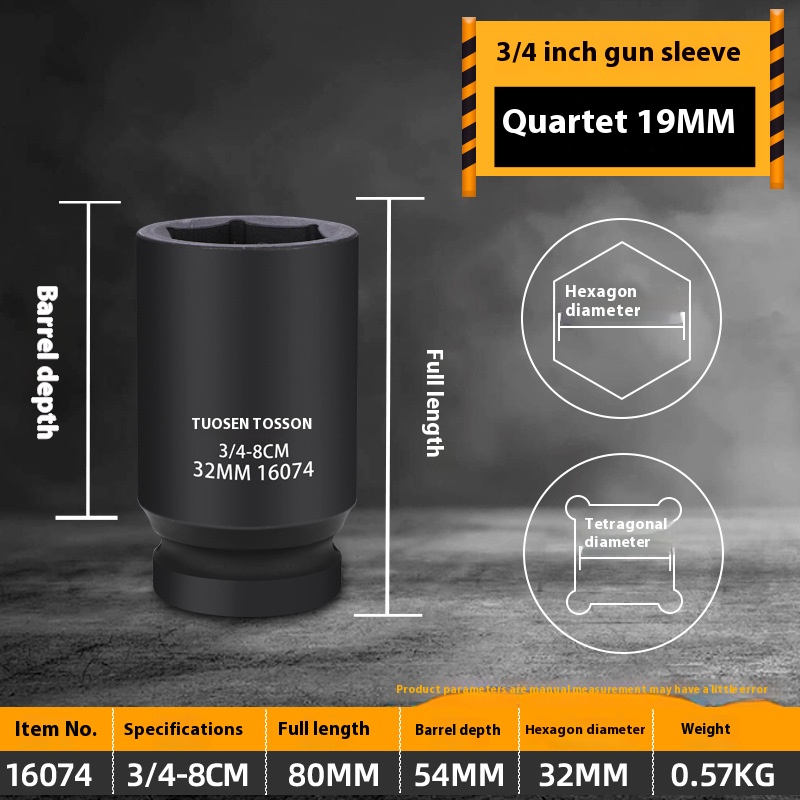 3/4 inch gun sleeve
Quartet 19MM
Barrel depth
Full length
TUOSEN TOSSON
3/4-8CM
32MM 16074
Hexagon
diameter
Tetragonal
diameter
Product parameters are manual measurement may have a little error
Item No. Specifications Full length Barrel depth Hexagon diameter Weight
16074 3/4-8CM 80MM 54MM 32MM 0.57KG